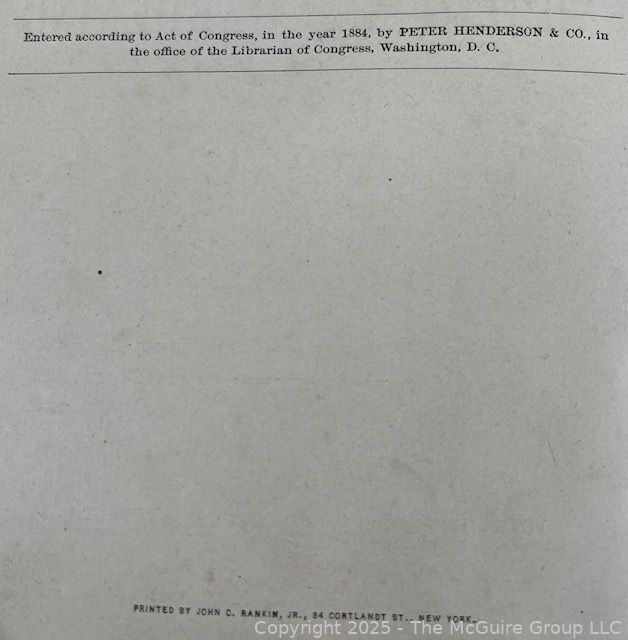 Entered according to Act of Congress, in the year 1884, by PETER HENDERSON & CO., in
the office of the Librarian of Congress, Washington, D. C.
PRINTED BY JOHN C. RANKIN, JR., 34 CORTLANDT ST., NEW YORK.
Copyright 2025 - The McGuire Group LLC